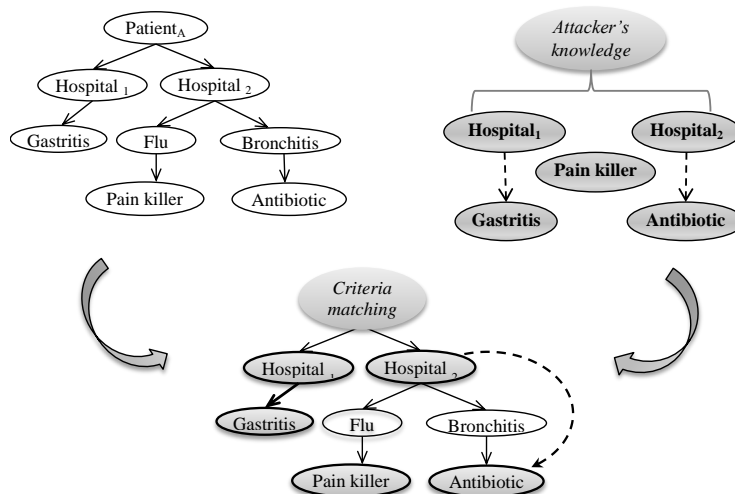 Patient A
Hospital 1
Hospital 2
Gastritis
Flu
Bronchitis
Pain killer
Antibiotic
Attacker's
knowledge
Hospital1
Hospital2
Pain killer
Gastritis
Antibiotic
Criteria
matching
Hospital 1
Hospital 2
Gastritis
Flu
Bronchitis
Pain killer
Antibiotic